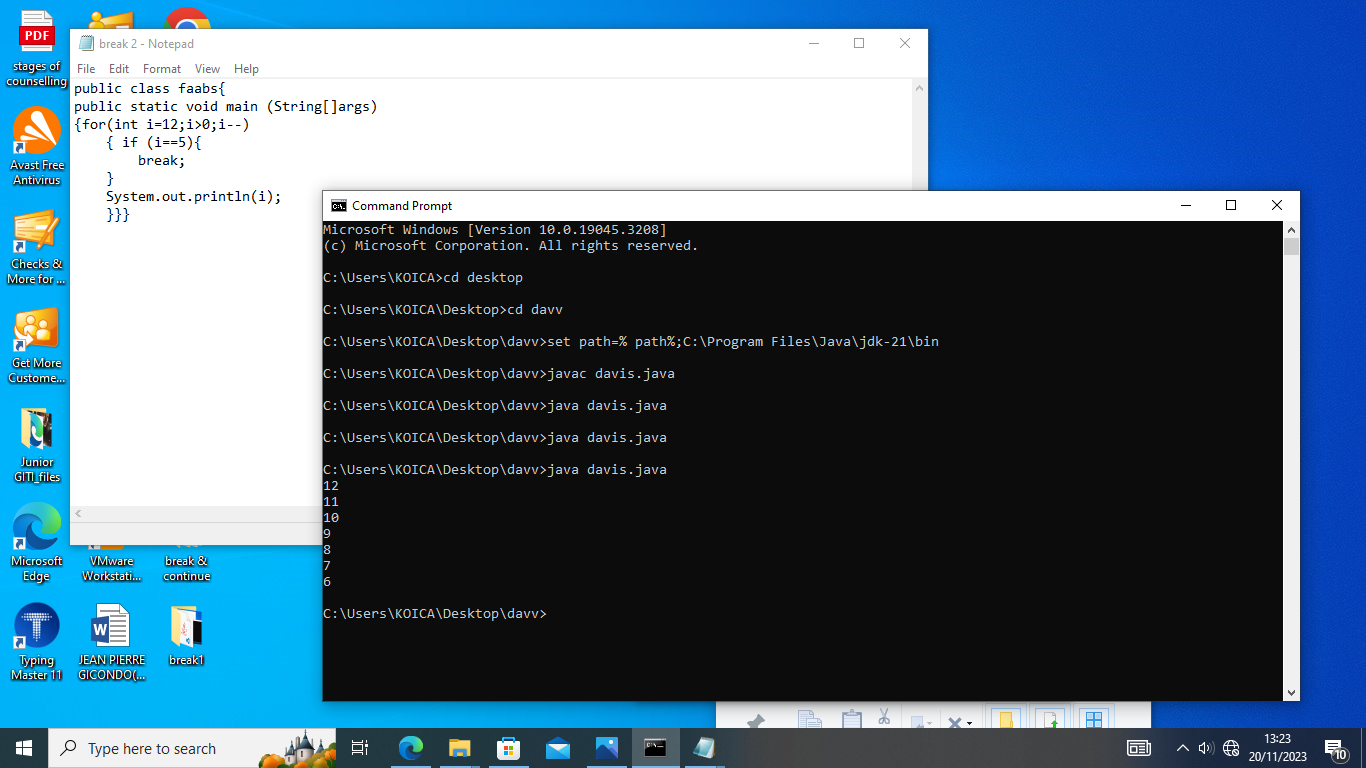 PDF
stages of
counselling
Avast Free
Antivirus
Checks &
More for ...
Get More
Custome...
Junior
GITI_files
Microsoft
Edge
VMware
Workstati...
break &
continue
Typing
Master 11
JEAN PIERRE
GICONDO(...
break1
break 2 - Notepad
File Edit Format View Help
public class faabs{
public static void main (String[]args)
{for(int i=12;i>0;i--)
{ if (i==5){
break;
}
System.out.println(i);
}}}
Command Prompt
Microsoft Windows [Version 10.0.19045.3208]
(c) Microsoft Corporation. All rights reserved.
C:\Users\KOICA>cd desktop
C:\Users\KOICA\Desktop>cd davv
C:\Users\KOICA\Desktop\davv>set path=% path%;C:\Program Files\Java\jdk-21\bin
C:\Users\KOICA\Desktop\davv>javac davis.java
C:\Users\KOICA\Desktop\davv>java davis.java
C:\Users\KOICA\Desktop\davv>java davis.java
C:\Users\KOICA\Desktop\davv>java davis.java
12
11
10
9
8
7
6
C:\Users\KOICA\Desktop\davv>
Type here to search
13:23
20/11/2023
10